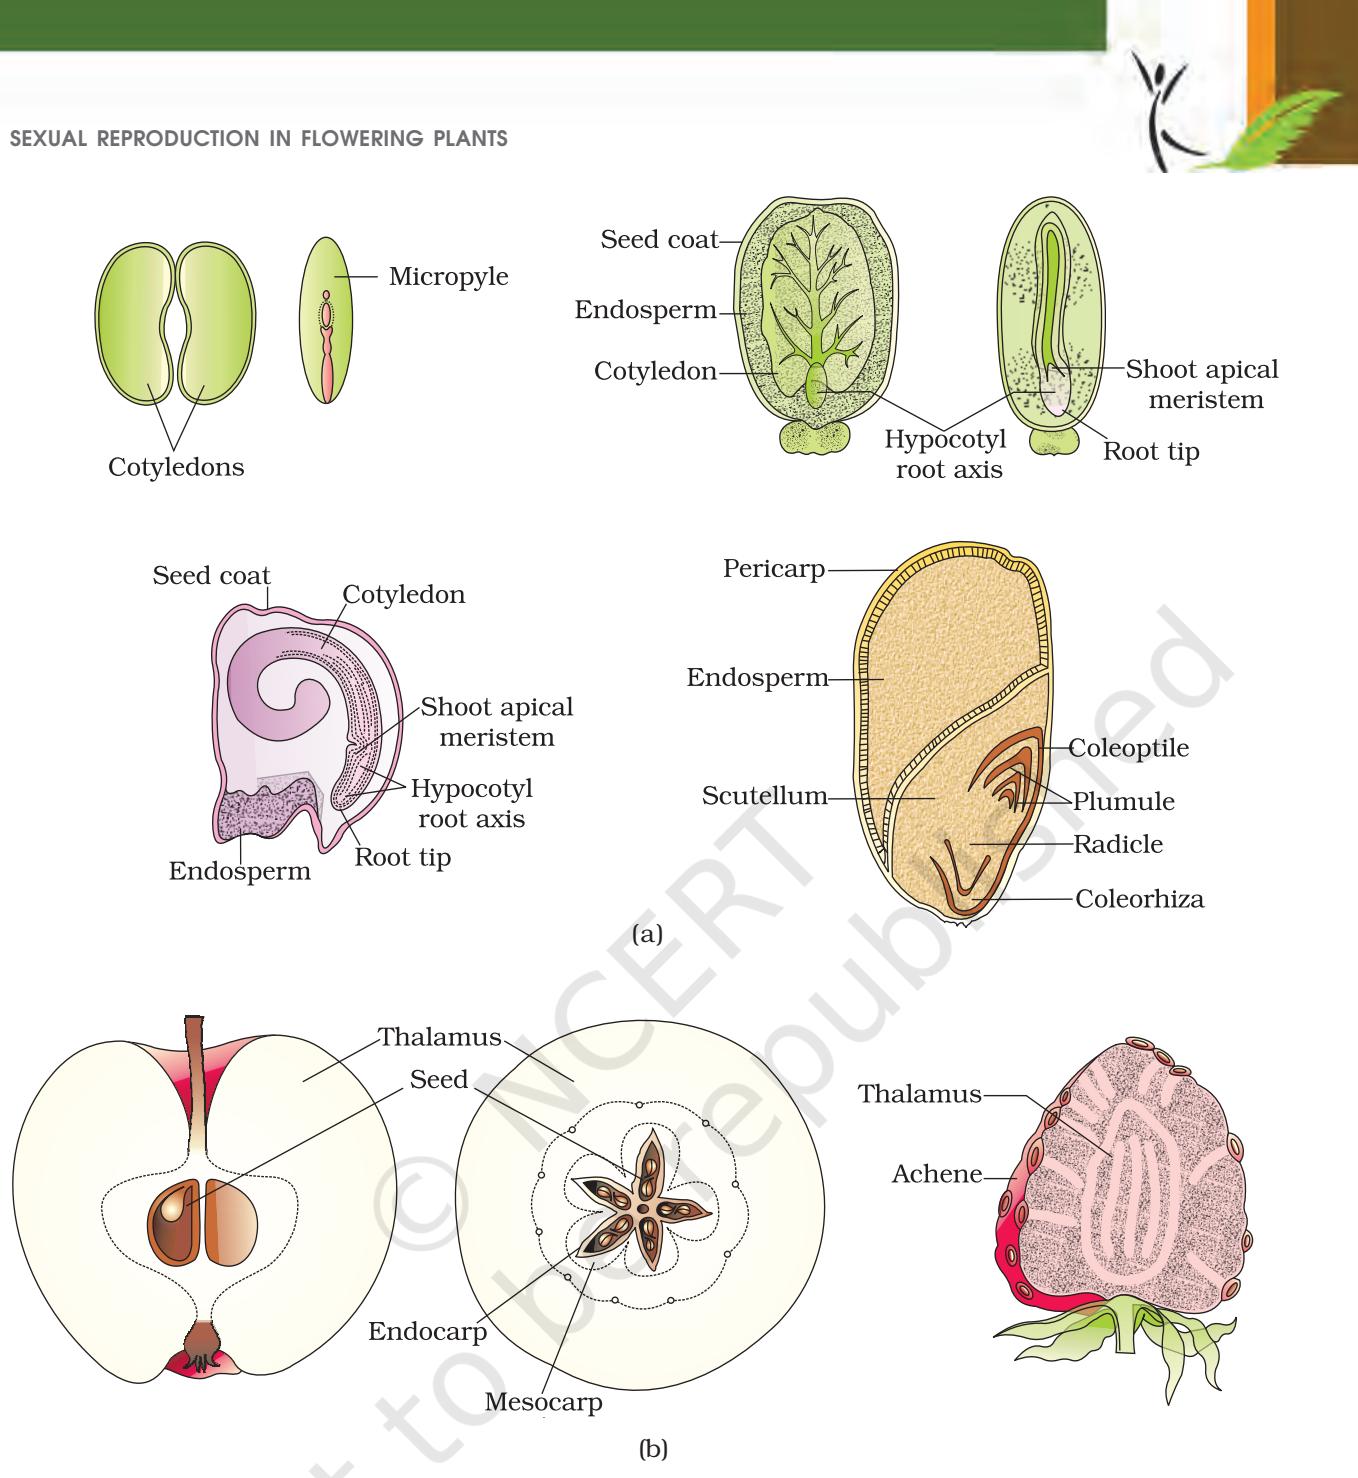 SEXUAL REPRODUCTION IN FLOWERING PLANTS
Micropyle
Cotyledons
Seed coat
Endosperm
Cotyledon
Hypocotyl
root axis
Shoot apical
meristem
Root tip
Seed coat
Cotyledon
Shoot apical
meristem
Hypocotyl
root axis
Root tip
Endosperm
Pericarp
Endosperm
Scutellum
Coleoptile
Plumule
Radicle
Coleorhiza
(a)
Thalamus
Seed
Endocarp
Mesocarp
Thalamus
Achene
(b)
© NCERT
to be republished